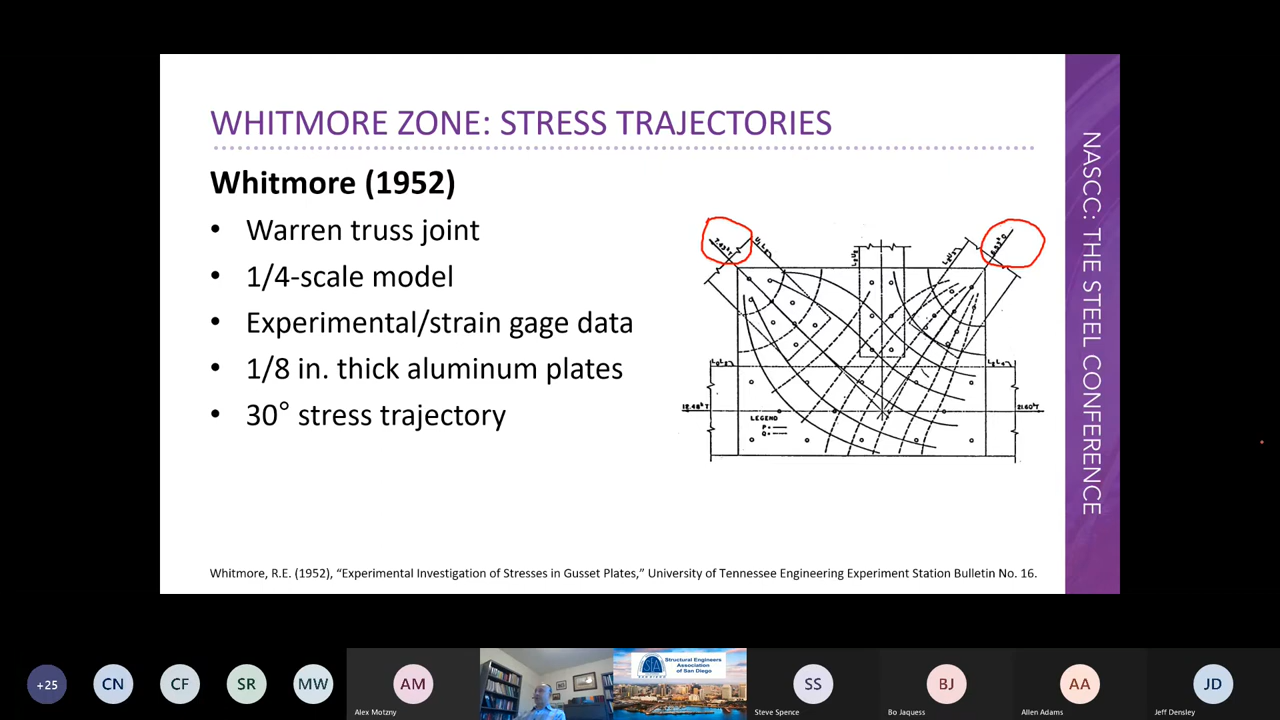 WHITMORE ZONE: STRESS TRAJECTORIES
Whitmore (1952)
• Warren truss joint
• 1/4-scale model
• Experimental/strain gage data
• 1/8 in. thick aluminum plates
• 30° stress trajectory
LEGEND
P=
Q=
21.60ᵏT
Whitmore, R.E. (1952), “Experimental Investigation of Stresses in Gusset Plates,” University of Tennessee Engineering Experiment Station Bulletin No. 16.
NASCC: THE STEEL CONFERENCE
+25
CN
CF
SR
MW
AM
Alex Motzny
Structural Engineers
Association
of San Diego
SS
Steve Spence
BJ
Bo Jaquess
AA
Allen Adams
JD
Jeff Densley